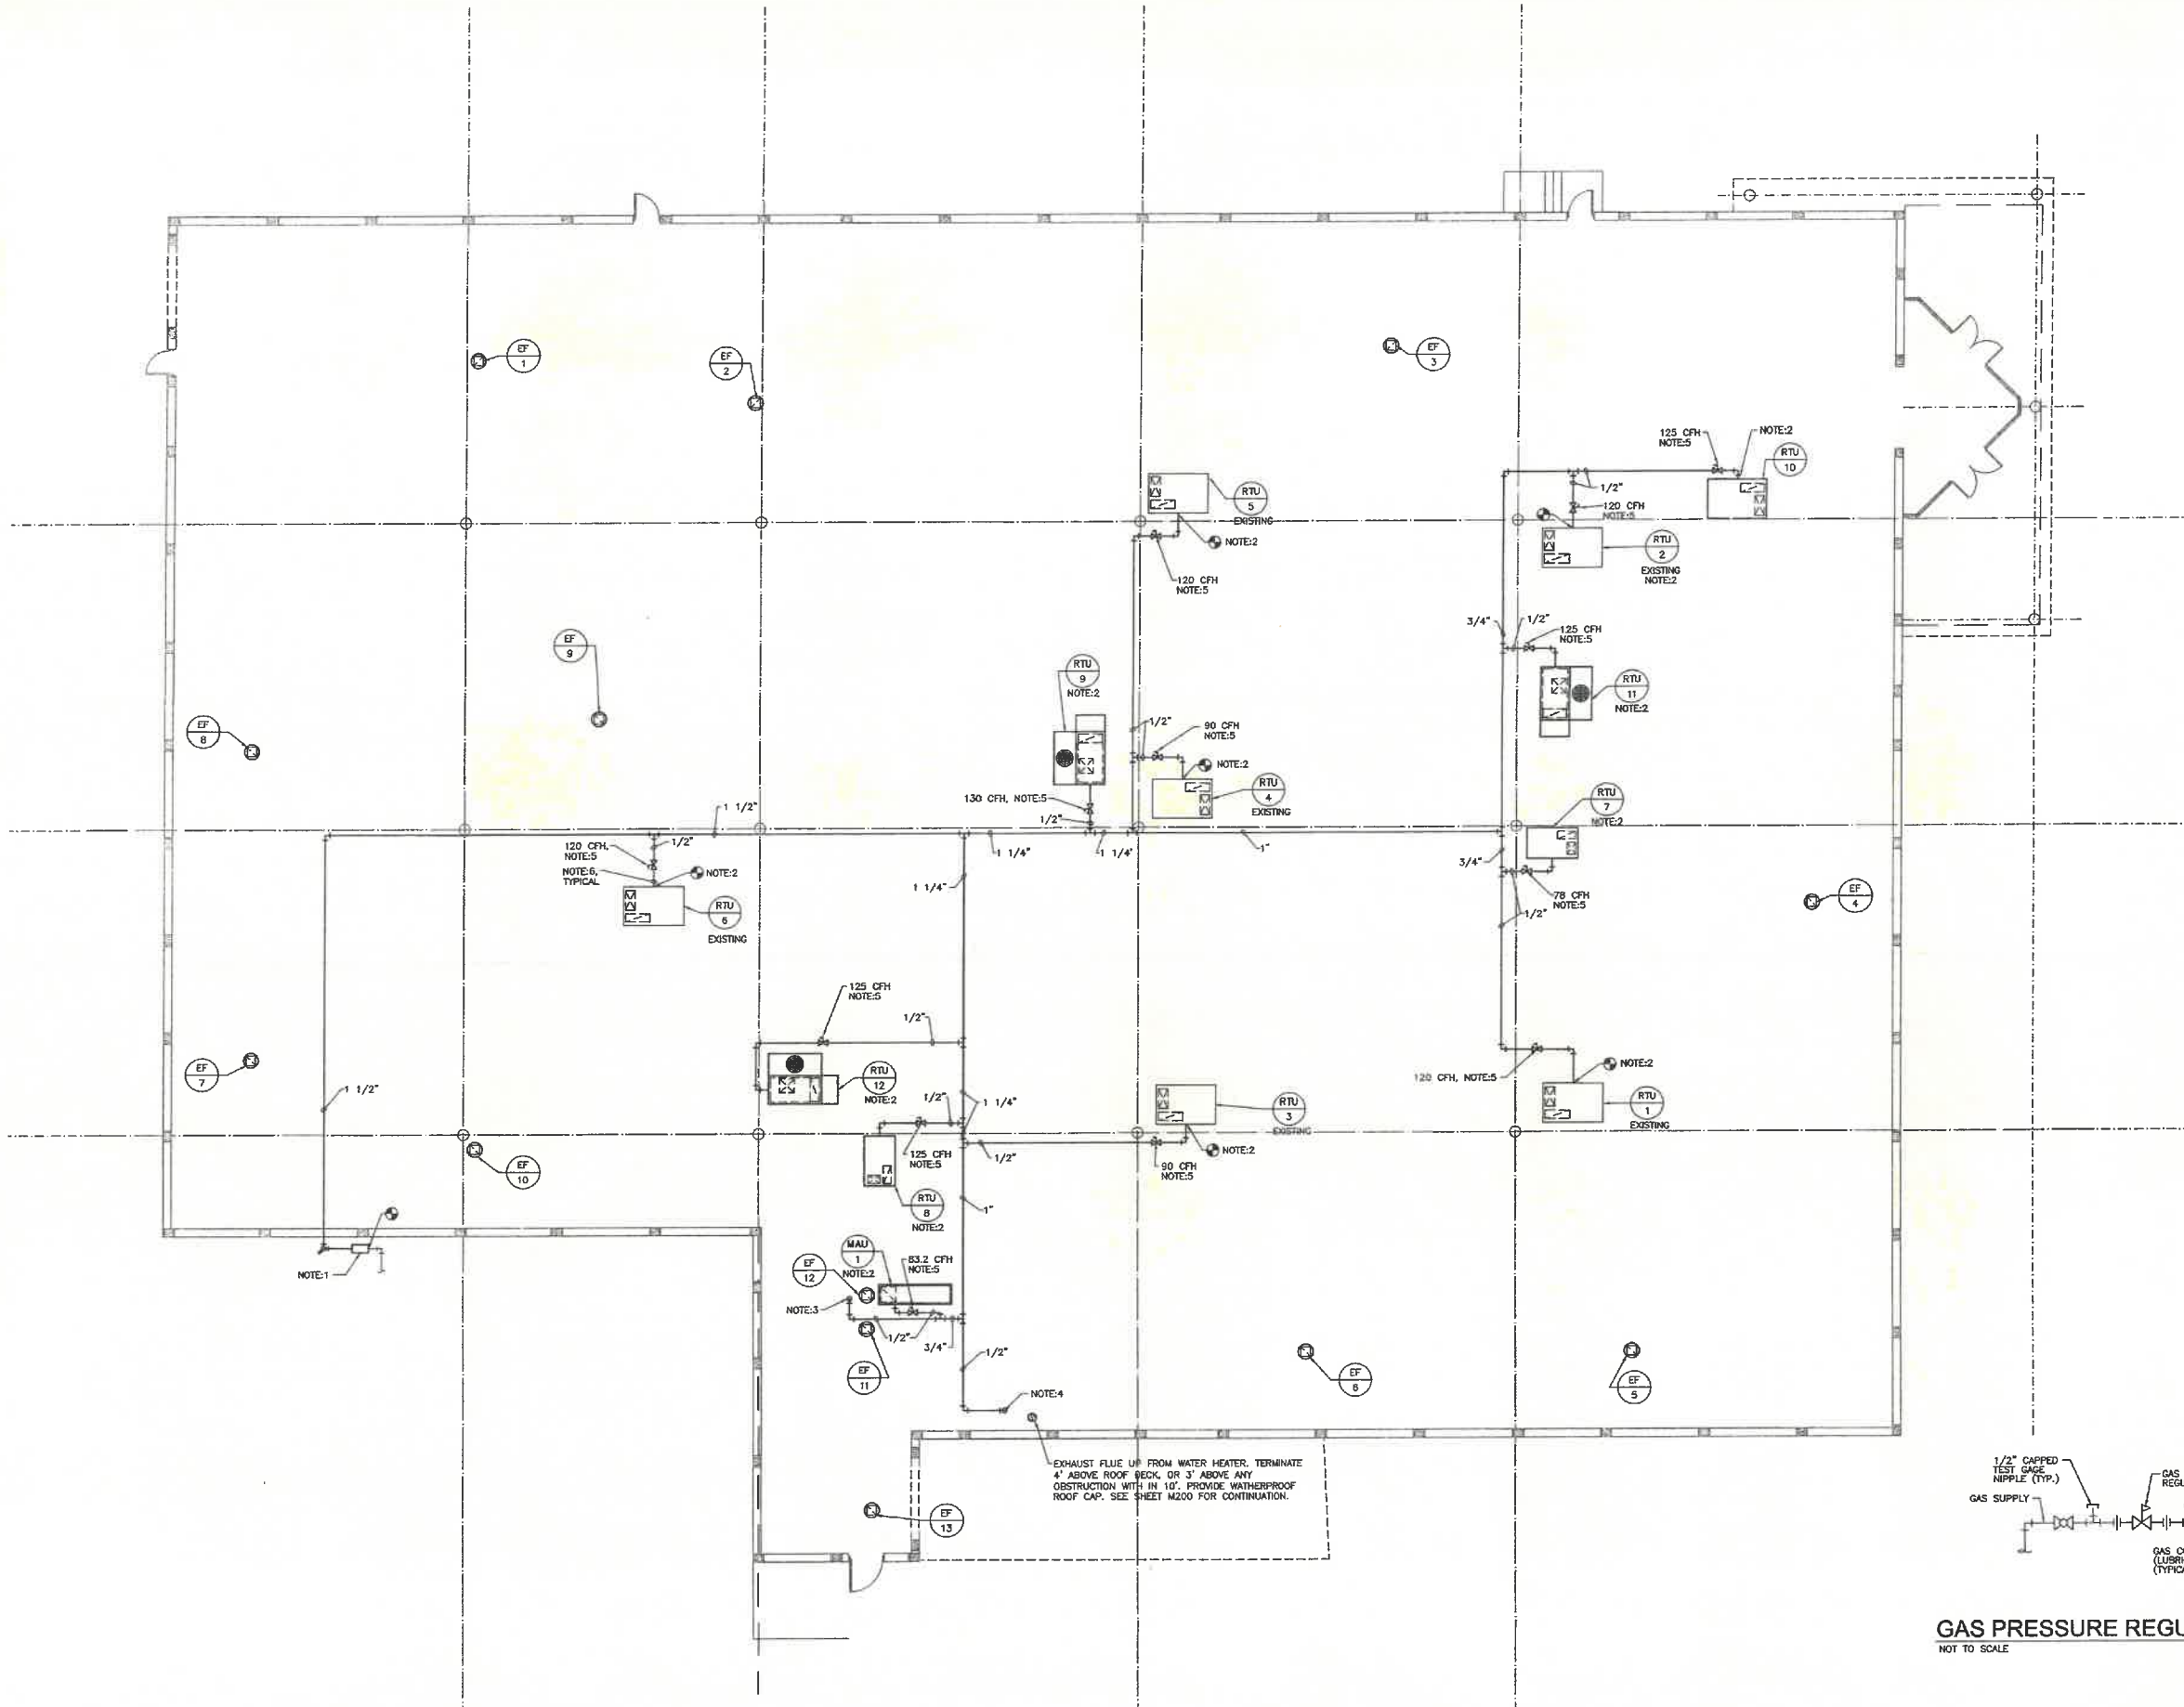 EF
1
EF
2
EF
3
125 CFH
NOTE:5
NOTE:2
RTU
10
1/2"
120 CFH
NOTE:5
RTU
5
EXISTING
NOTE:2
120 CFH
NOTE:5
RTU
2
EXISTING
NOTE:2
3/4"
1/2"
125 CFH
NOTE:5
RTU
11
NOTE:2
EF
9
EF
8
RTU
9
NOTE:2
1/2"
90 CFH
NOTE:5
NOTE:2
RTU
4
EXISTING
130 CFH, NOTE:5
1/2"
RTU
7
NOTE:2
1 1/2"
120 CFH,
NOTE:5
1/2"
NOTE:6,
TYPICAL
NOTE:2
RTU
6
EXISTING
1 1/4"
1 1/4"
1"
3/4"
78 CFH
NOTE:5
1/2"
EF
4
1 1/4"
125 CFH
NOTE:5
1/2"
RTU
12
NOTE:2
EF
7
1 1/2"
1/2"
1 1/4"
RTU
3
EXISTING
120 CFH, NOTE:5
NOTE:2
RTU
1
EXISTING
125 CFH
NOTE:5
1/2"
90 CFH
NOTE:5
NOTE:2
EF
10
RTU
8
NOTE:2
1"
NOTE:1
MAU
1
NOTE:2
83.2 CFH
NOTE:5
EF
12
NOTE:3
1/2"
3/4"
1/2"
EF
11
EF
6
EF
5
NOTE:4
EXHAUST FLUE UP FROM WATER HEATER. TERMINATE
4' ABOVE ROOF DECK, OR 3' ABOVE ANY
OBSTRUCTION WITH IN 10'. PROVIDE WATHERPROOF
ROOF CAP. SEE SHEET M200 FOR CONTINUATION.
EF
13
1/2" CAPPED
TEST GAGE
NIPPLE (TYP.)
GAS SUPPLY
GAS
GAS PRESSURE
NOT TO SCALE